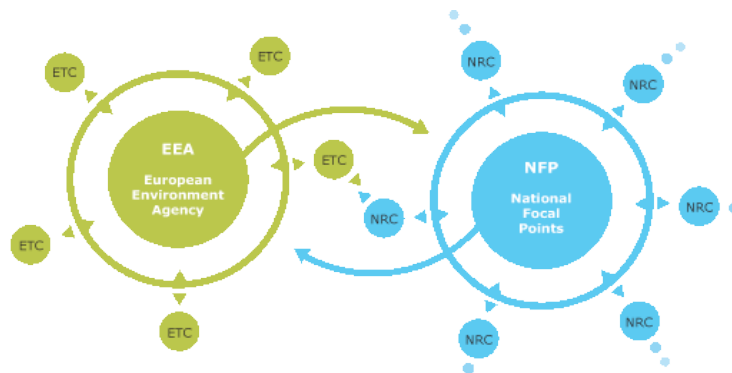 ETC
ETC
EEA
European
Environment
Agency
ETC
ETC
ETC
NRC
NRC
NFP
National
Focal
Points
NRC
NRC
NRC
NRC